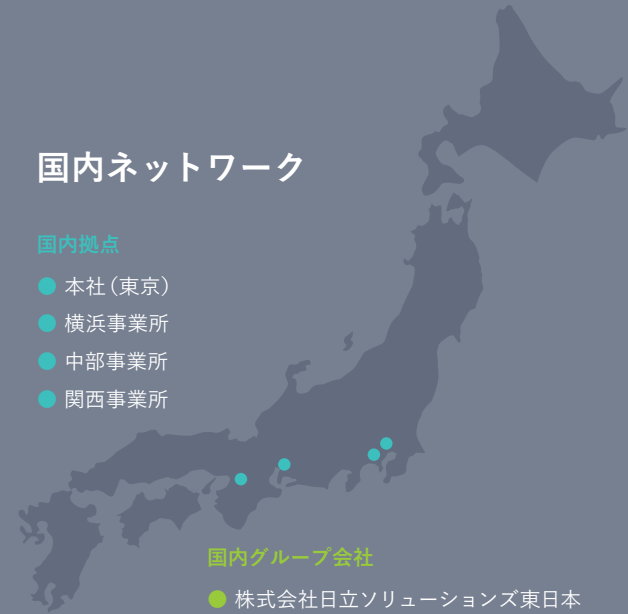 国内ネットワーク
国内拠点
● 本社（東京）
● 横浜事業所
● 中部事業所
● 関西事業所
国内グループ会社
● 株式会社日立ソリューションズ東日本